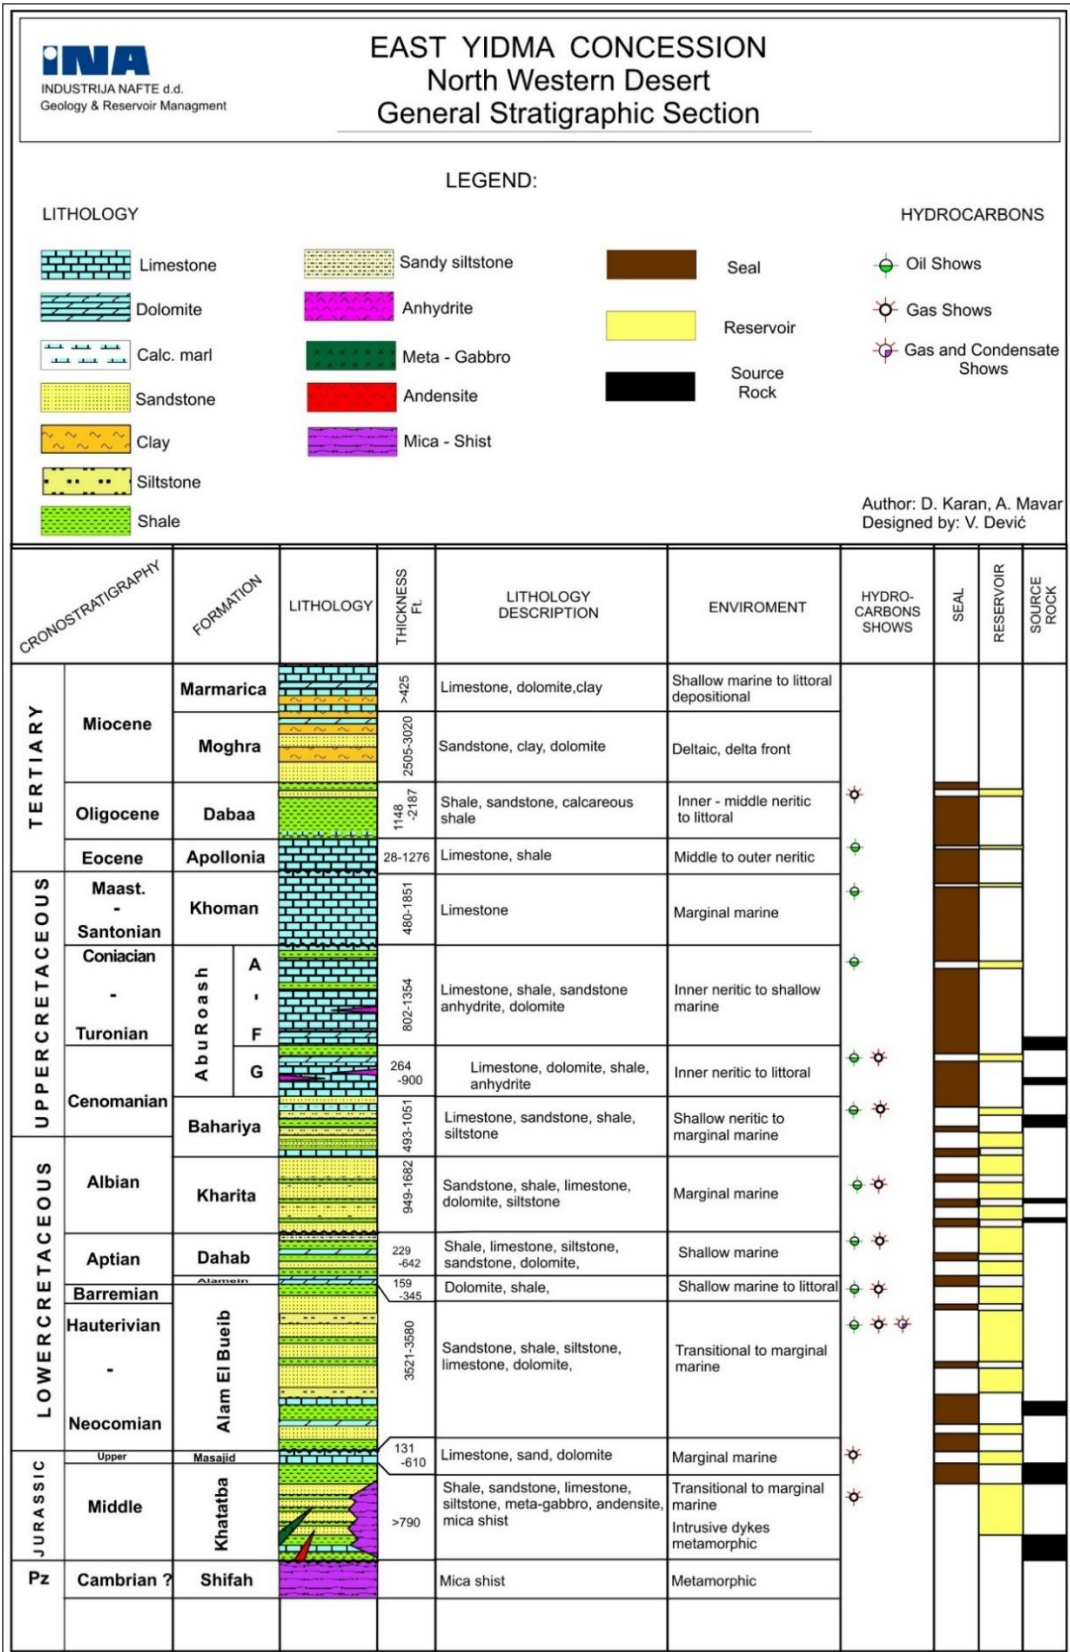 INA
INDUSTRIJA NAFTE d.d.
Geology & Reservoir Managment
EAST YIDMA CONCESSION
North Western Desert
General Stratigraphic Section
LEGEND:
LITHOLOGY
Limestone
Dolomite
Calc. marl
Sandstone
Clay
Siltstone
Shale
Sandy siltstone
Anhydrite
Meta - Gabbro
Andensite
Mica - Shist
Seal
Reservoir
Source
Rock
HYDROCARBONS
Oil Shows
Gas Shows
Gas and Condensate
Shows
Author: D. Karan, A. Mavar
Designed by: V. Dević
CRONOSTRATIGRAPHY
FORMATION
LITHOLOGY
THICKNESS
Ft.
LITHOLOGY
DESCRIPTION
ENVIROMENT
HYDRO-
CARBONS
SHOWS
SEAL
RESERVOIR
SOURCE
ROCK
TERTIARY
Miocene
Marmarica
>425
Limestone, dolomite,clay
Shallow marine to littoral
depositional
Moghra
2505-3020
Sandstone, clay, dolomite
Deltaic, delta front
Oligocene
Dabaa
1148
-2187
Shale, sandstone, calcareous
shale
Inner - middle neritic
to littoral
Eocene
Apollonia
28-1276
Limestone, shale
Middle to outer neritic
UPPERCRETACEOUS
Maast.
-
Santonian
Khoman
480-1851
Limestone
Marginal marine
Coniacian
-
Turonian
AbuRoash
A
-
F
802-1354
Limestone, shale, sandstone
anhydrite, dolomite
Inner neritic to shallow
marine
Cenomanian
G
264
-900
Limestone, dolomite, shale,
anhydrite
Inner neritic to littoral
Bahariya
493-1051
Limestone, sandstone, shale,
siltstone
Shallow neritic to
marginal marine
LOWERCRETACEOUS
Albian
Kharita
949-1682
Sandstone, shale, limestone,
dolomite, siltstone
Marginal marine
Aptian
Dahab
229
-642
Shale, limestone, siltstone,
sandstone, dolomite,
Shallow marine
Alamein
159
-345
Dolomite, shale,
Shallow marine to littoral
Barremian
Hauterivian
-
Neocomian
Alam El Bueib
3521-3580
Sandstone, shale, siltstone,
limestone, dolomite,
Transitional to marginal
marine
JURASSIC
Upper
Masajid
131
-610
Limestone, sand, dolomite
Marginal marine
Middle
Khatatba
>790
Shale, sandstone, limestone,
siltstone, meta-gabbro, andensite,
mica shist
Transitional to marginal
marine
Intrusive dykes
metamorphic
Pz
Cambrian ?
Shifah
Mica shist
Metamorphic